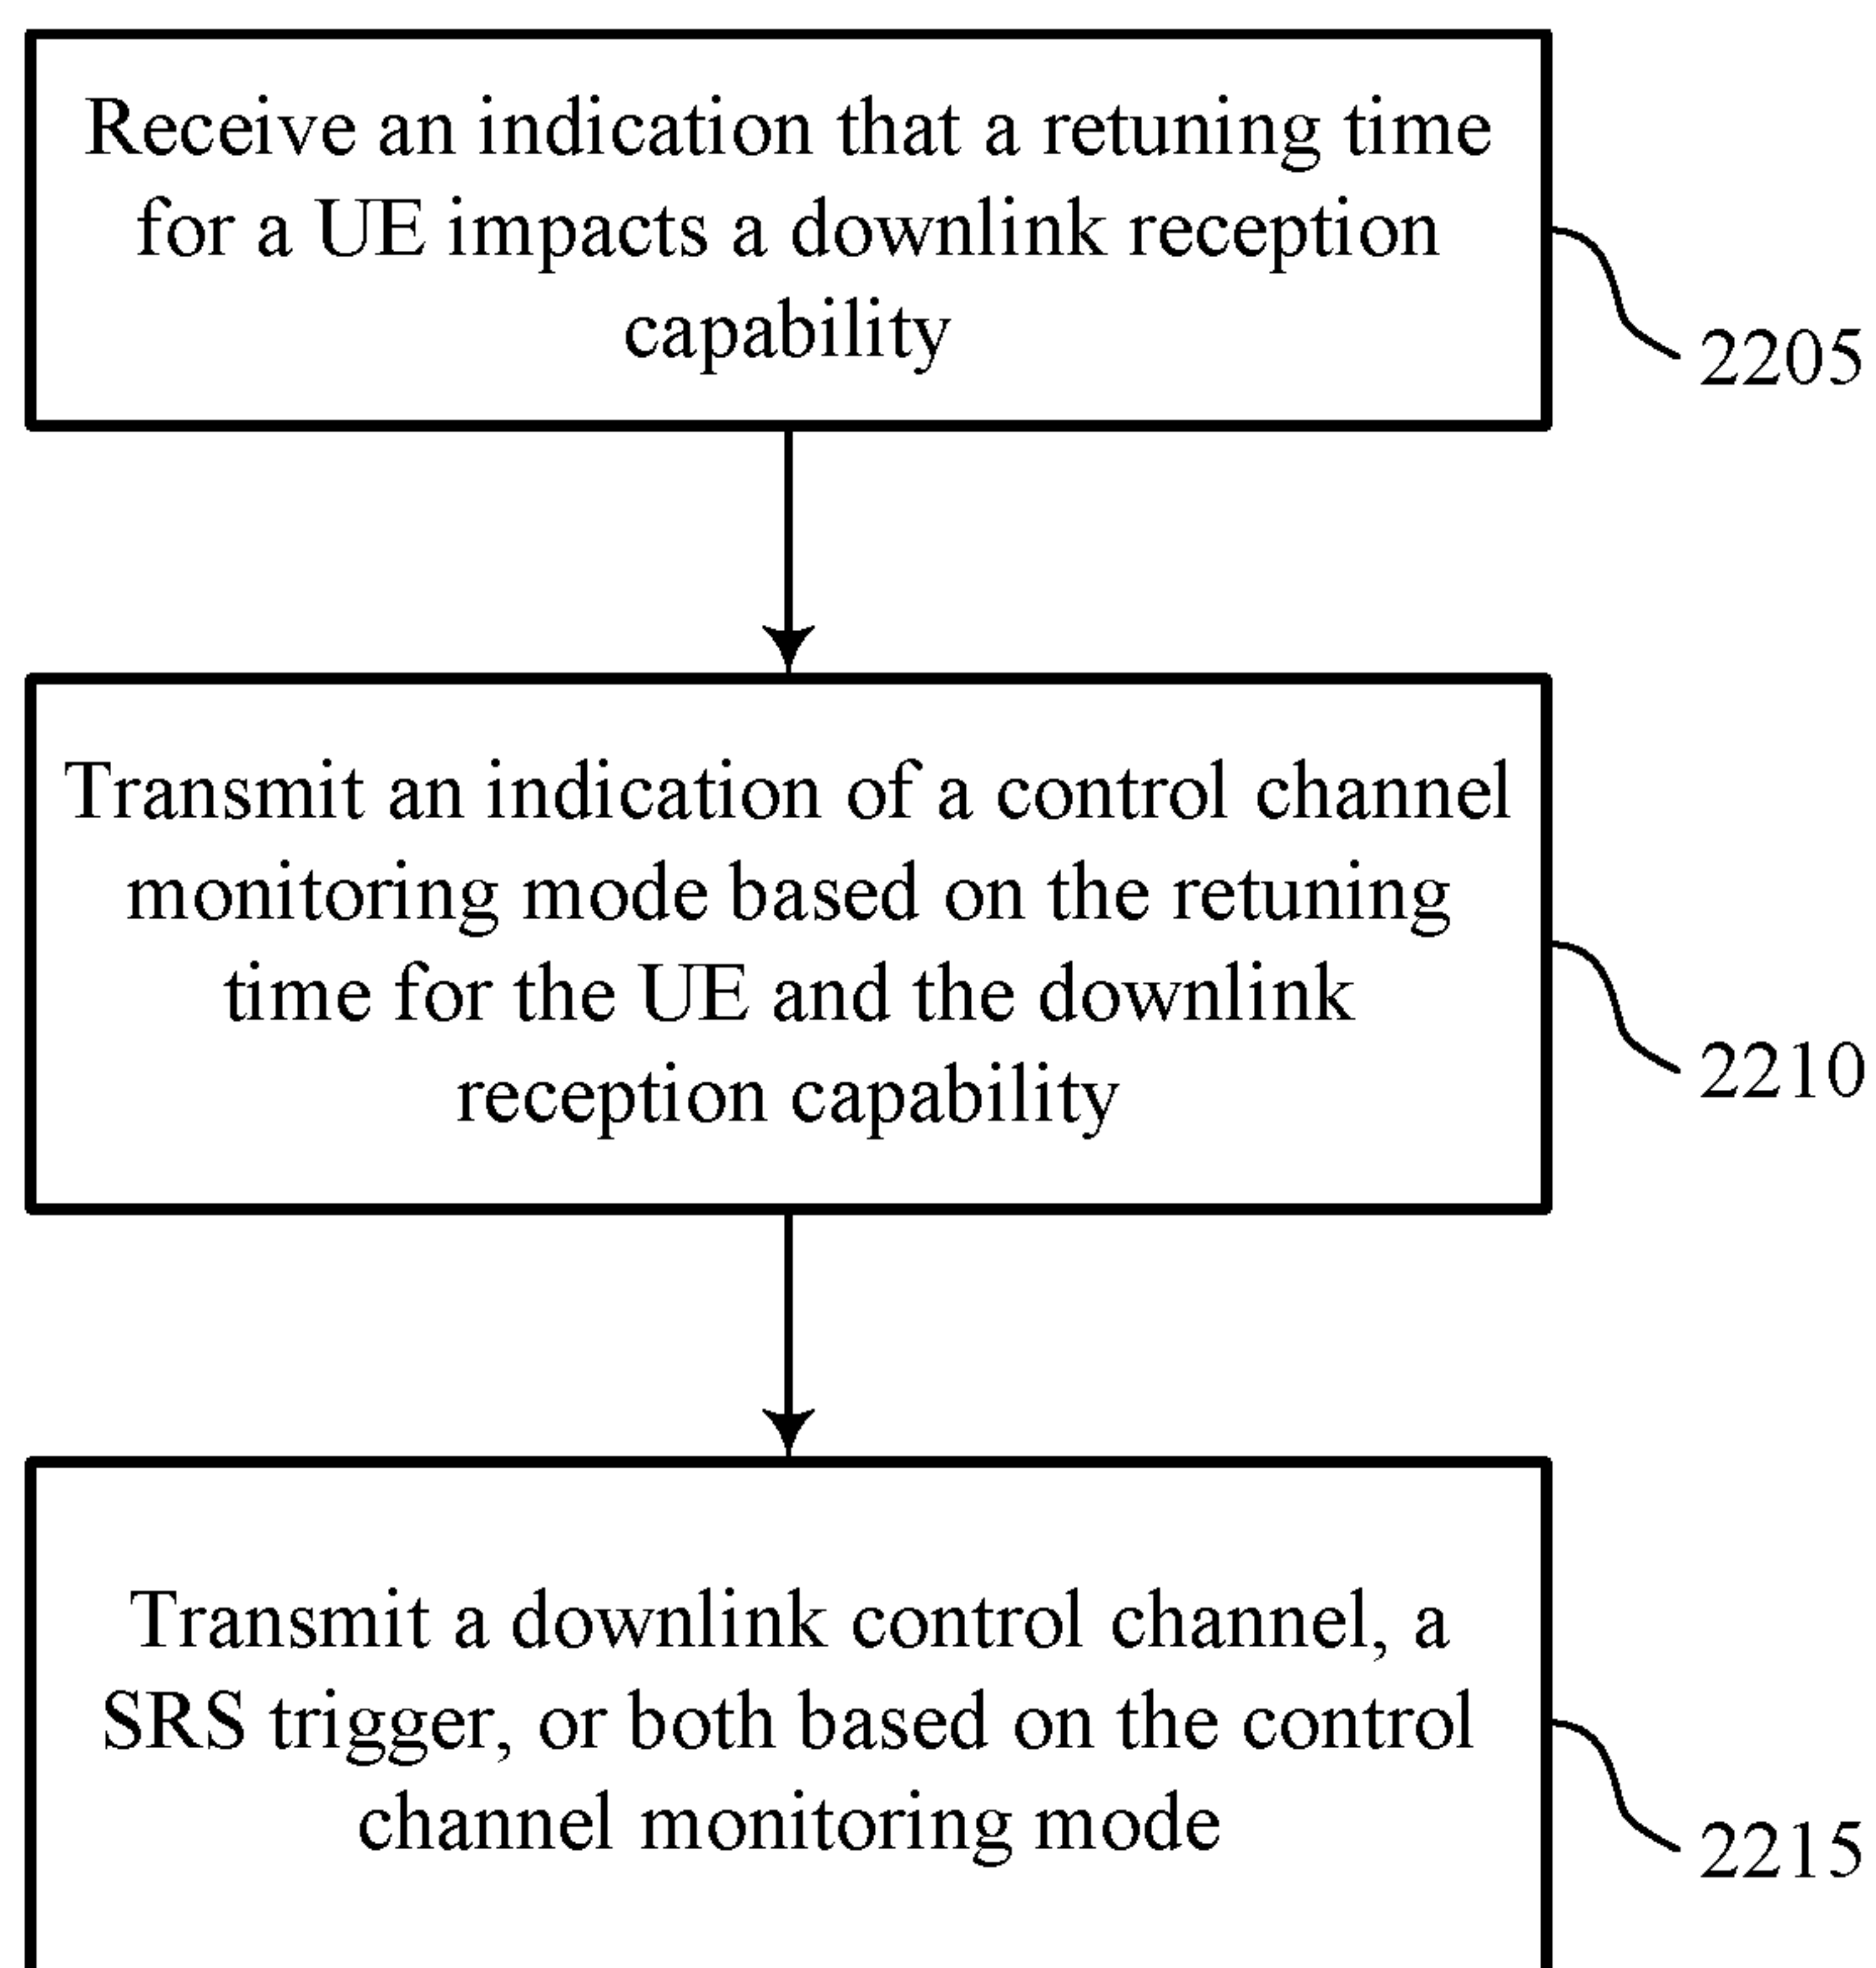 Receive an indication that a retuning time
for a UE impacts a downlink reception
capability
2205
Transmit an indication of a control channel
monitoring mode based on the retuning
time for the UE and the downlink
reception capability
2210
Transmit a downlink control channel, a
SRS trigger, or both based on the control
channel monitoring mode
2215